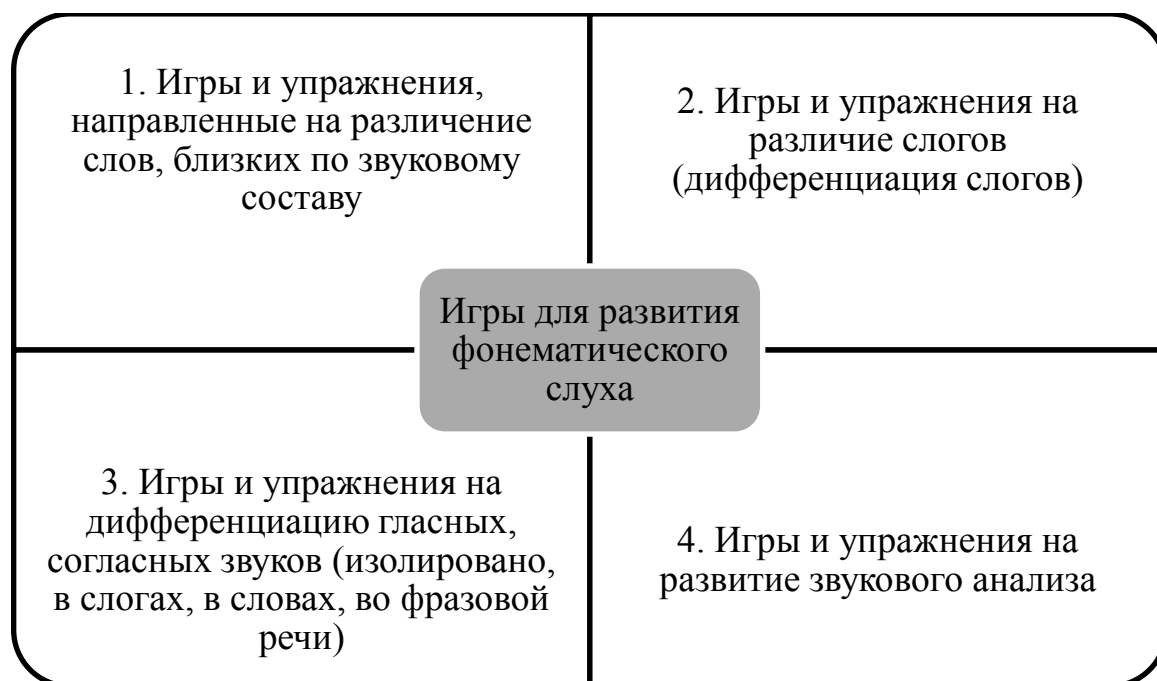 1. Игры и упражнения,
направленные на различение
слов, близких по звуковому
составу
2. Игры и упражнения на
различие слогов
(дифференциация слогов)
Игры для развития
фонематического
слуха
3. Игры и упражнения на
дифференциацию гласных,
согласных звуков (изолировано,
в слогах, в словах, во фразовой
речи)
4. Игры и упражнения на
развитие звукового анализа